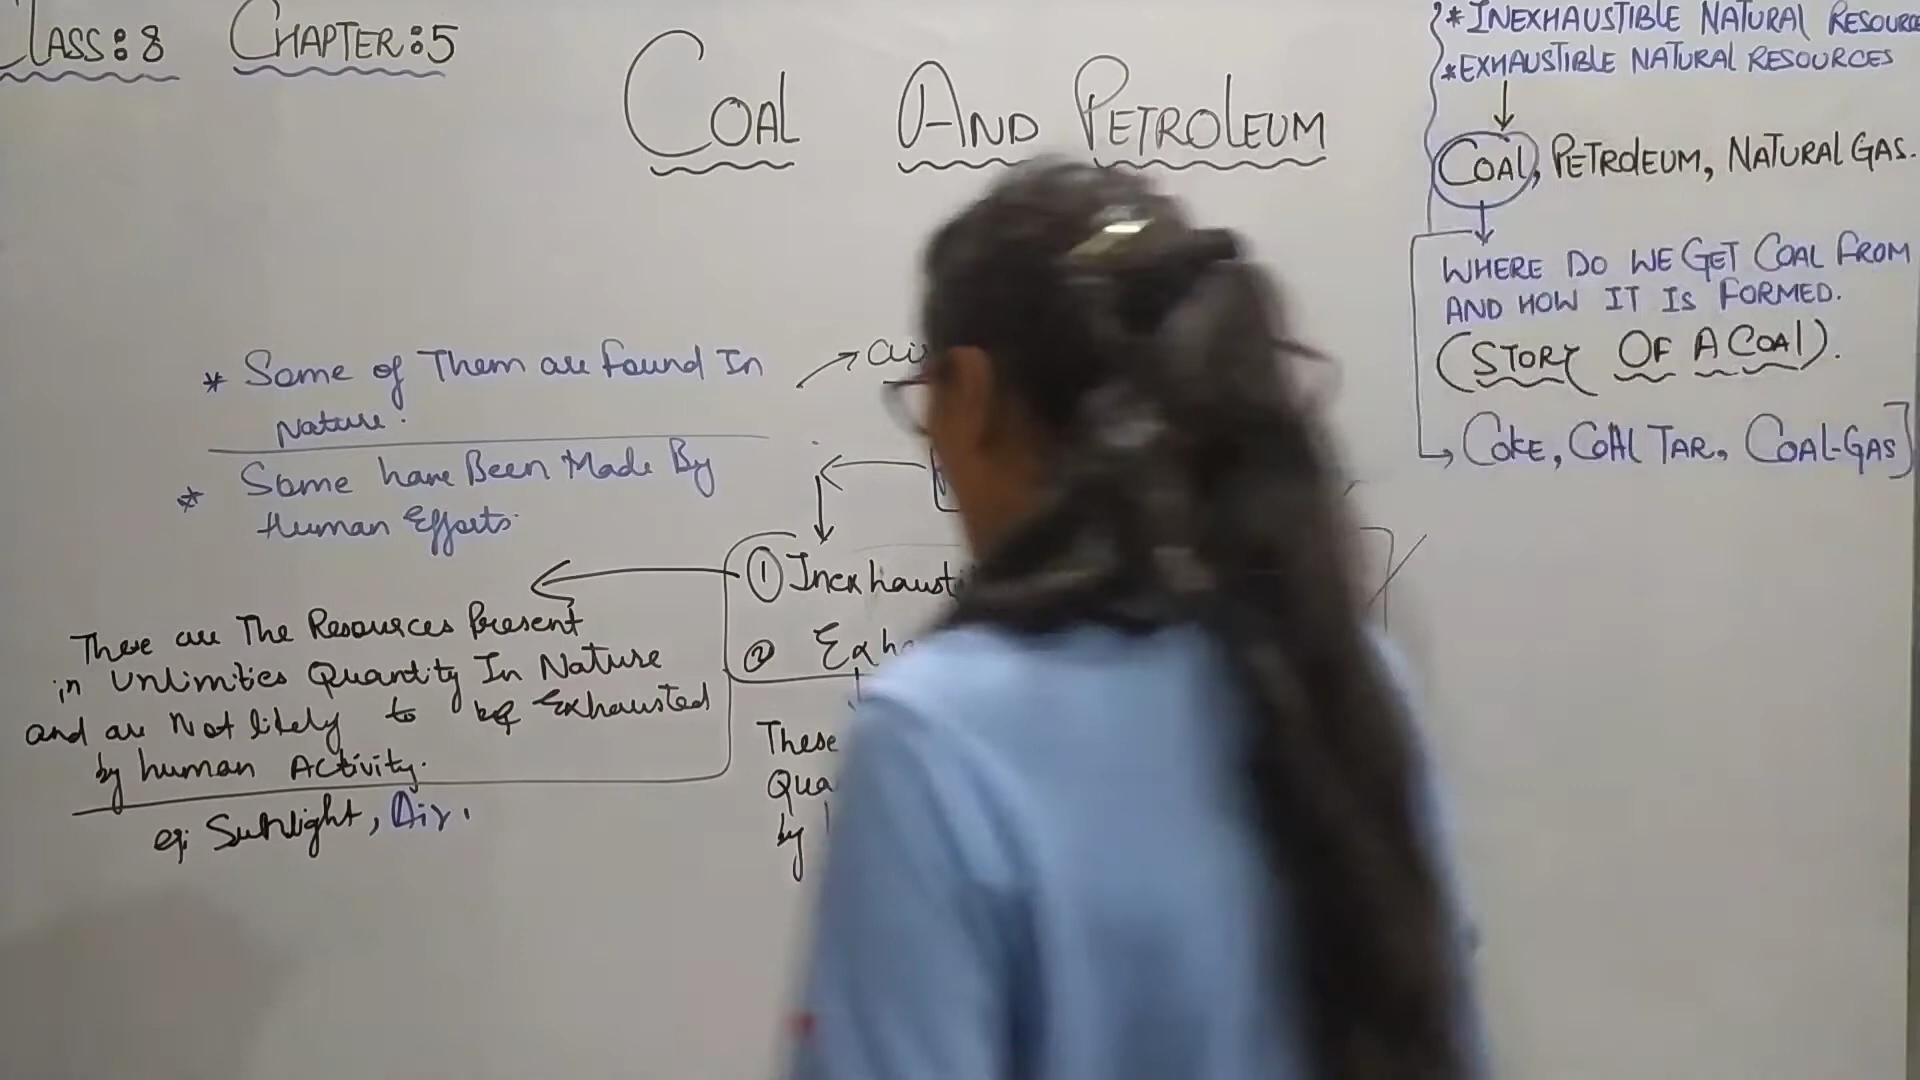 CLASS:8 CHAPTER:5
COAL AND PETROLEUM
* INEXHAUSTIBLE NATURAL RESOURCE
* EXHAUSTIBLE NATURAL RESOURCES
COAL, PETROLEUM, NATURAL GAS.
WHERE DO WE GET COAL FROM
AND HOW IT IS FORMED.
(STORY OF A COAL).
COKE, COAL TAR, COAL-GAS]
* Some of Them are found In
Nature.
* Some have Been Made By
Human Efforts.
① Inexhausti
② Exh
These are The Resources Present
in Unlimities Quantity In Nature
and are Not likely to be Exhausted
by human Activity.
eg: Sunlight, Air.
These
Qua
by